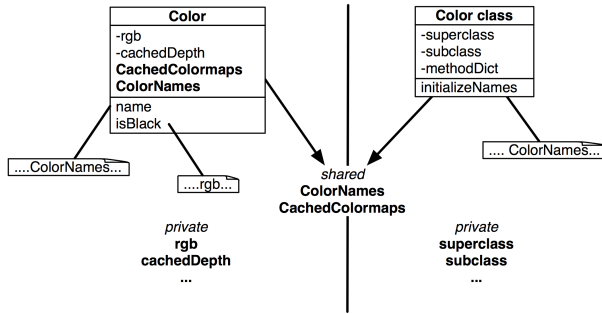 Color
-rgb
-cachedDepth
CachedColormaps
ColorNames
name
isBlack
....ColorNames...
....rgb...
private
rgb
cachedDepth
...
shared
ColorNames
CachedColormaps
Color class
-superclass
-subclass
-methodDict
initializeNames
.... ColorNames...
private
superclass
subclass
...